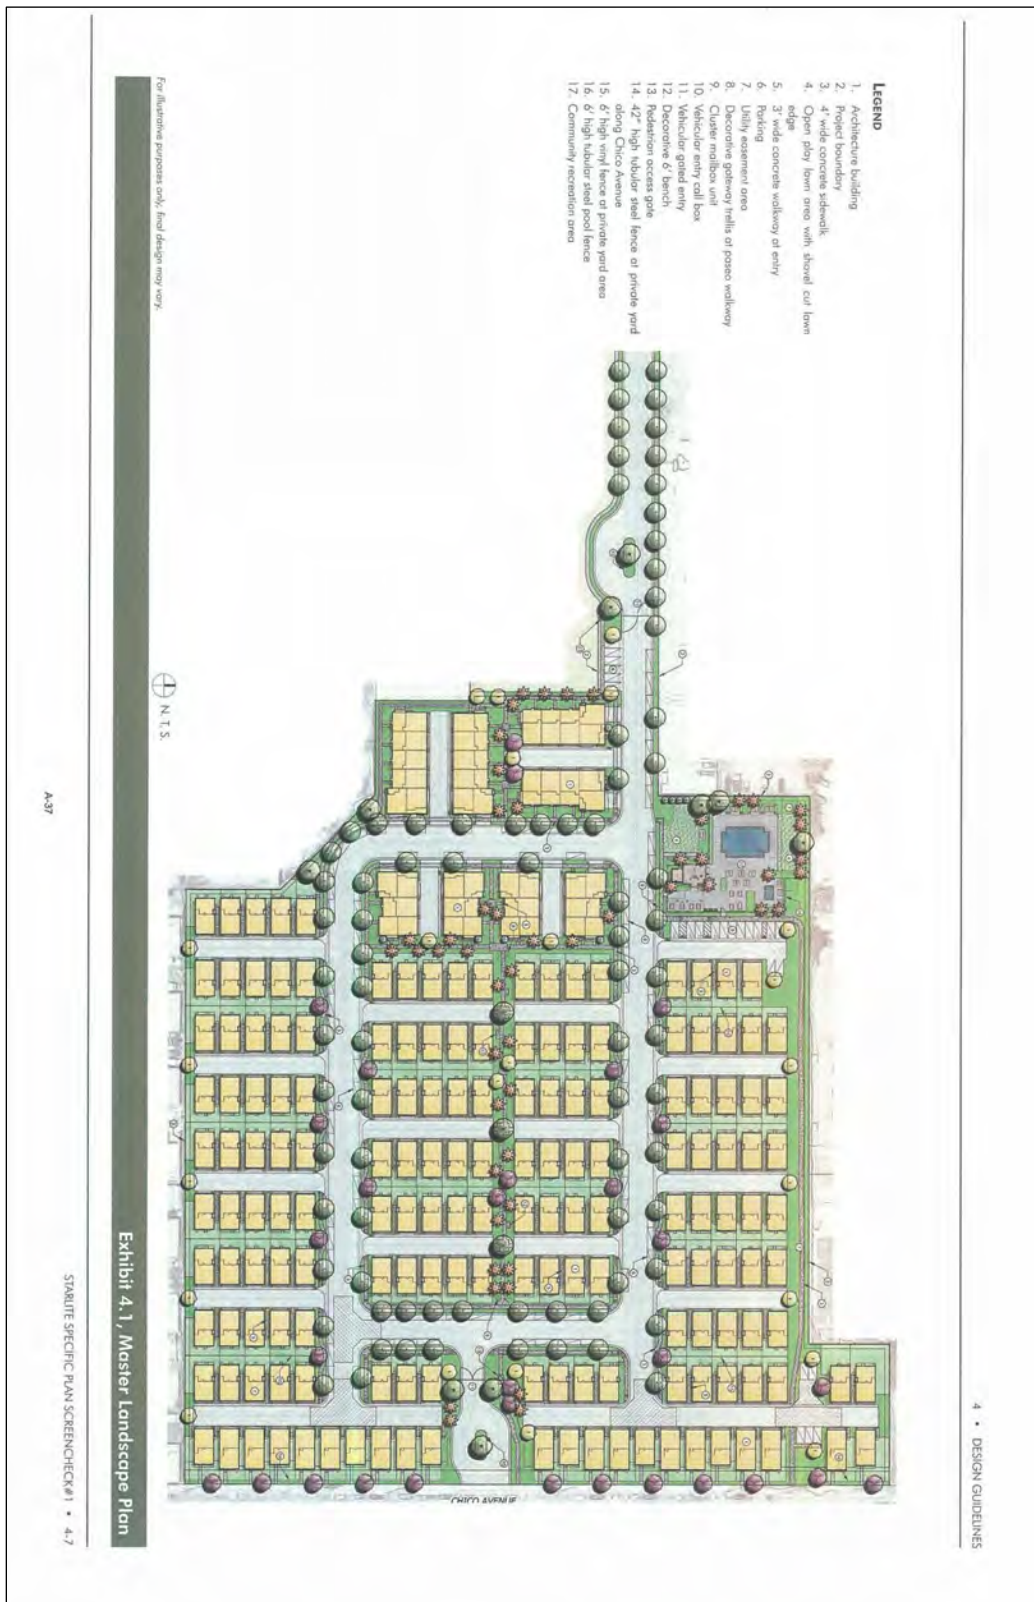 4 • DESIGN GUIDELINES
LEGEND
1. Architecture building
2. Project boundary
3. 4' wide concrete sidewalk
4. Open play lawn area with shovel cut lawn
edge
5. 3' wide concrete walkway at entry
6. Parking
7. Utility easement area
8. Decorative gateway trellis at paseo walkway
9. Cluster mailbox unit
10. Vehicular entry call box
11. Vehicular gated entry
12. Decorative 6' bench
13. Pedestrian access gate
14. 42" high tubular steel fence at private yard
along Chico Avenue
15. 6' high vinyl fence at private yard area
16. 6' high tubular steel pool fence
17. Community recreation area
CHICO AVENUE
N.T.S.
For illustrative purposes only, final design may vary.
Exhibit 4.1, Master Landscape Plan
STARLITE SPECIFIC PLAN SCREENCHECK#1 • 4-7
A-37